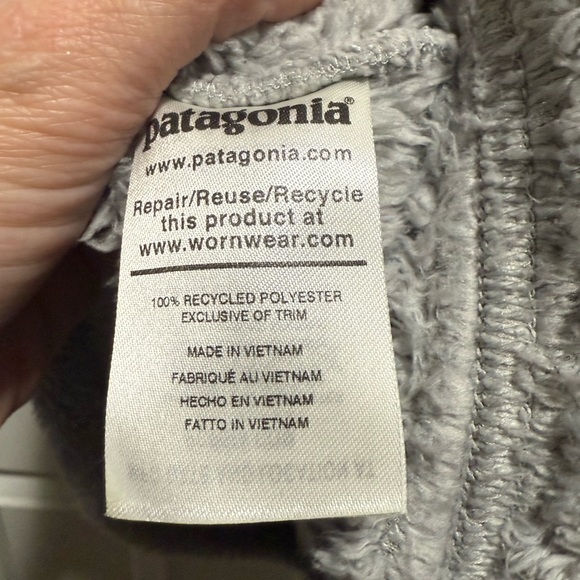 patagonia®
www.patagonia.com
Repair/Reuse/Recycle
this product at
www.wornwear.com
100% RECYCLED POLYESTER
EXCLUSIVE OF TRIM
MADE IN VIETNAM
FABRIQUÉ AU VIETNAM
HECHO EN VIETNAM
FATTO IN VIETNAM